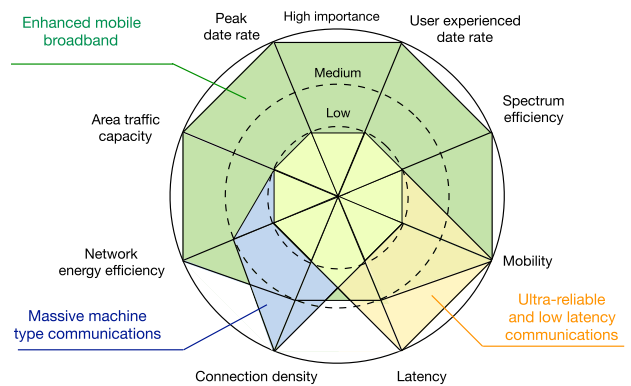 Enhanced mobile
broadband
Peak
date rate
High importance
User experienced
date rate
Medium
Low
Area traffic
capacity
Spectrum
efficiency
Network
energy efficiency
Mobility
Massive machine
type communications
Ultra-reliable
and low latency
communications
Connection density
Latency